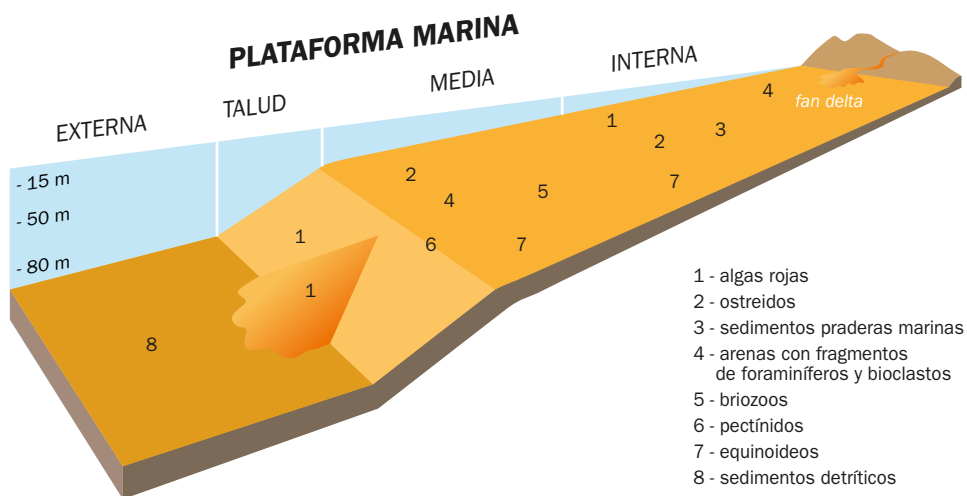 PLATAFORMA MARINA
EXTERNA
TALUD
MEDIA
INTERNA
- 15 m
- 50 m
- 80 m
fan delta
4
1
3
2
7
2
5
4
6
7
1
1
8
1 - algas rojas
2 - ostreidos
3 - sedimentos praderas marinas
4 - arenas con fragmentos
de foraminíferos y bioclastos
5 - briozoos
6 - pectínidos
7 - equinoideos
8 - sedimentos detríticos